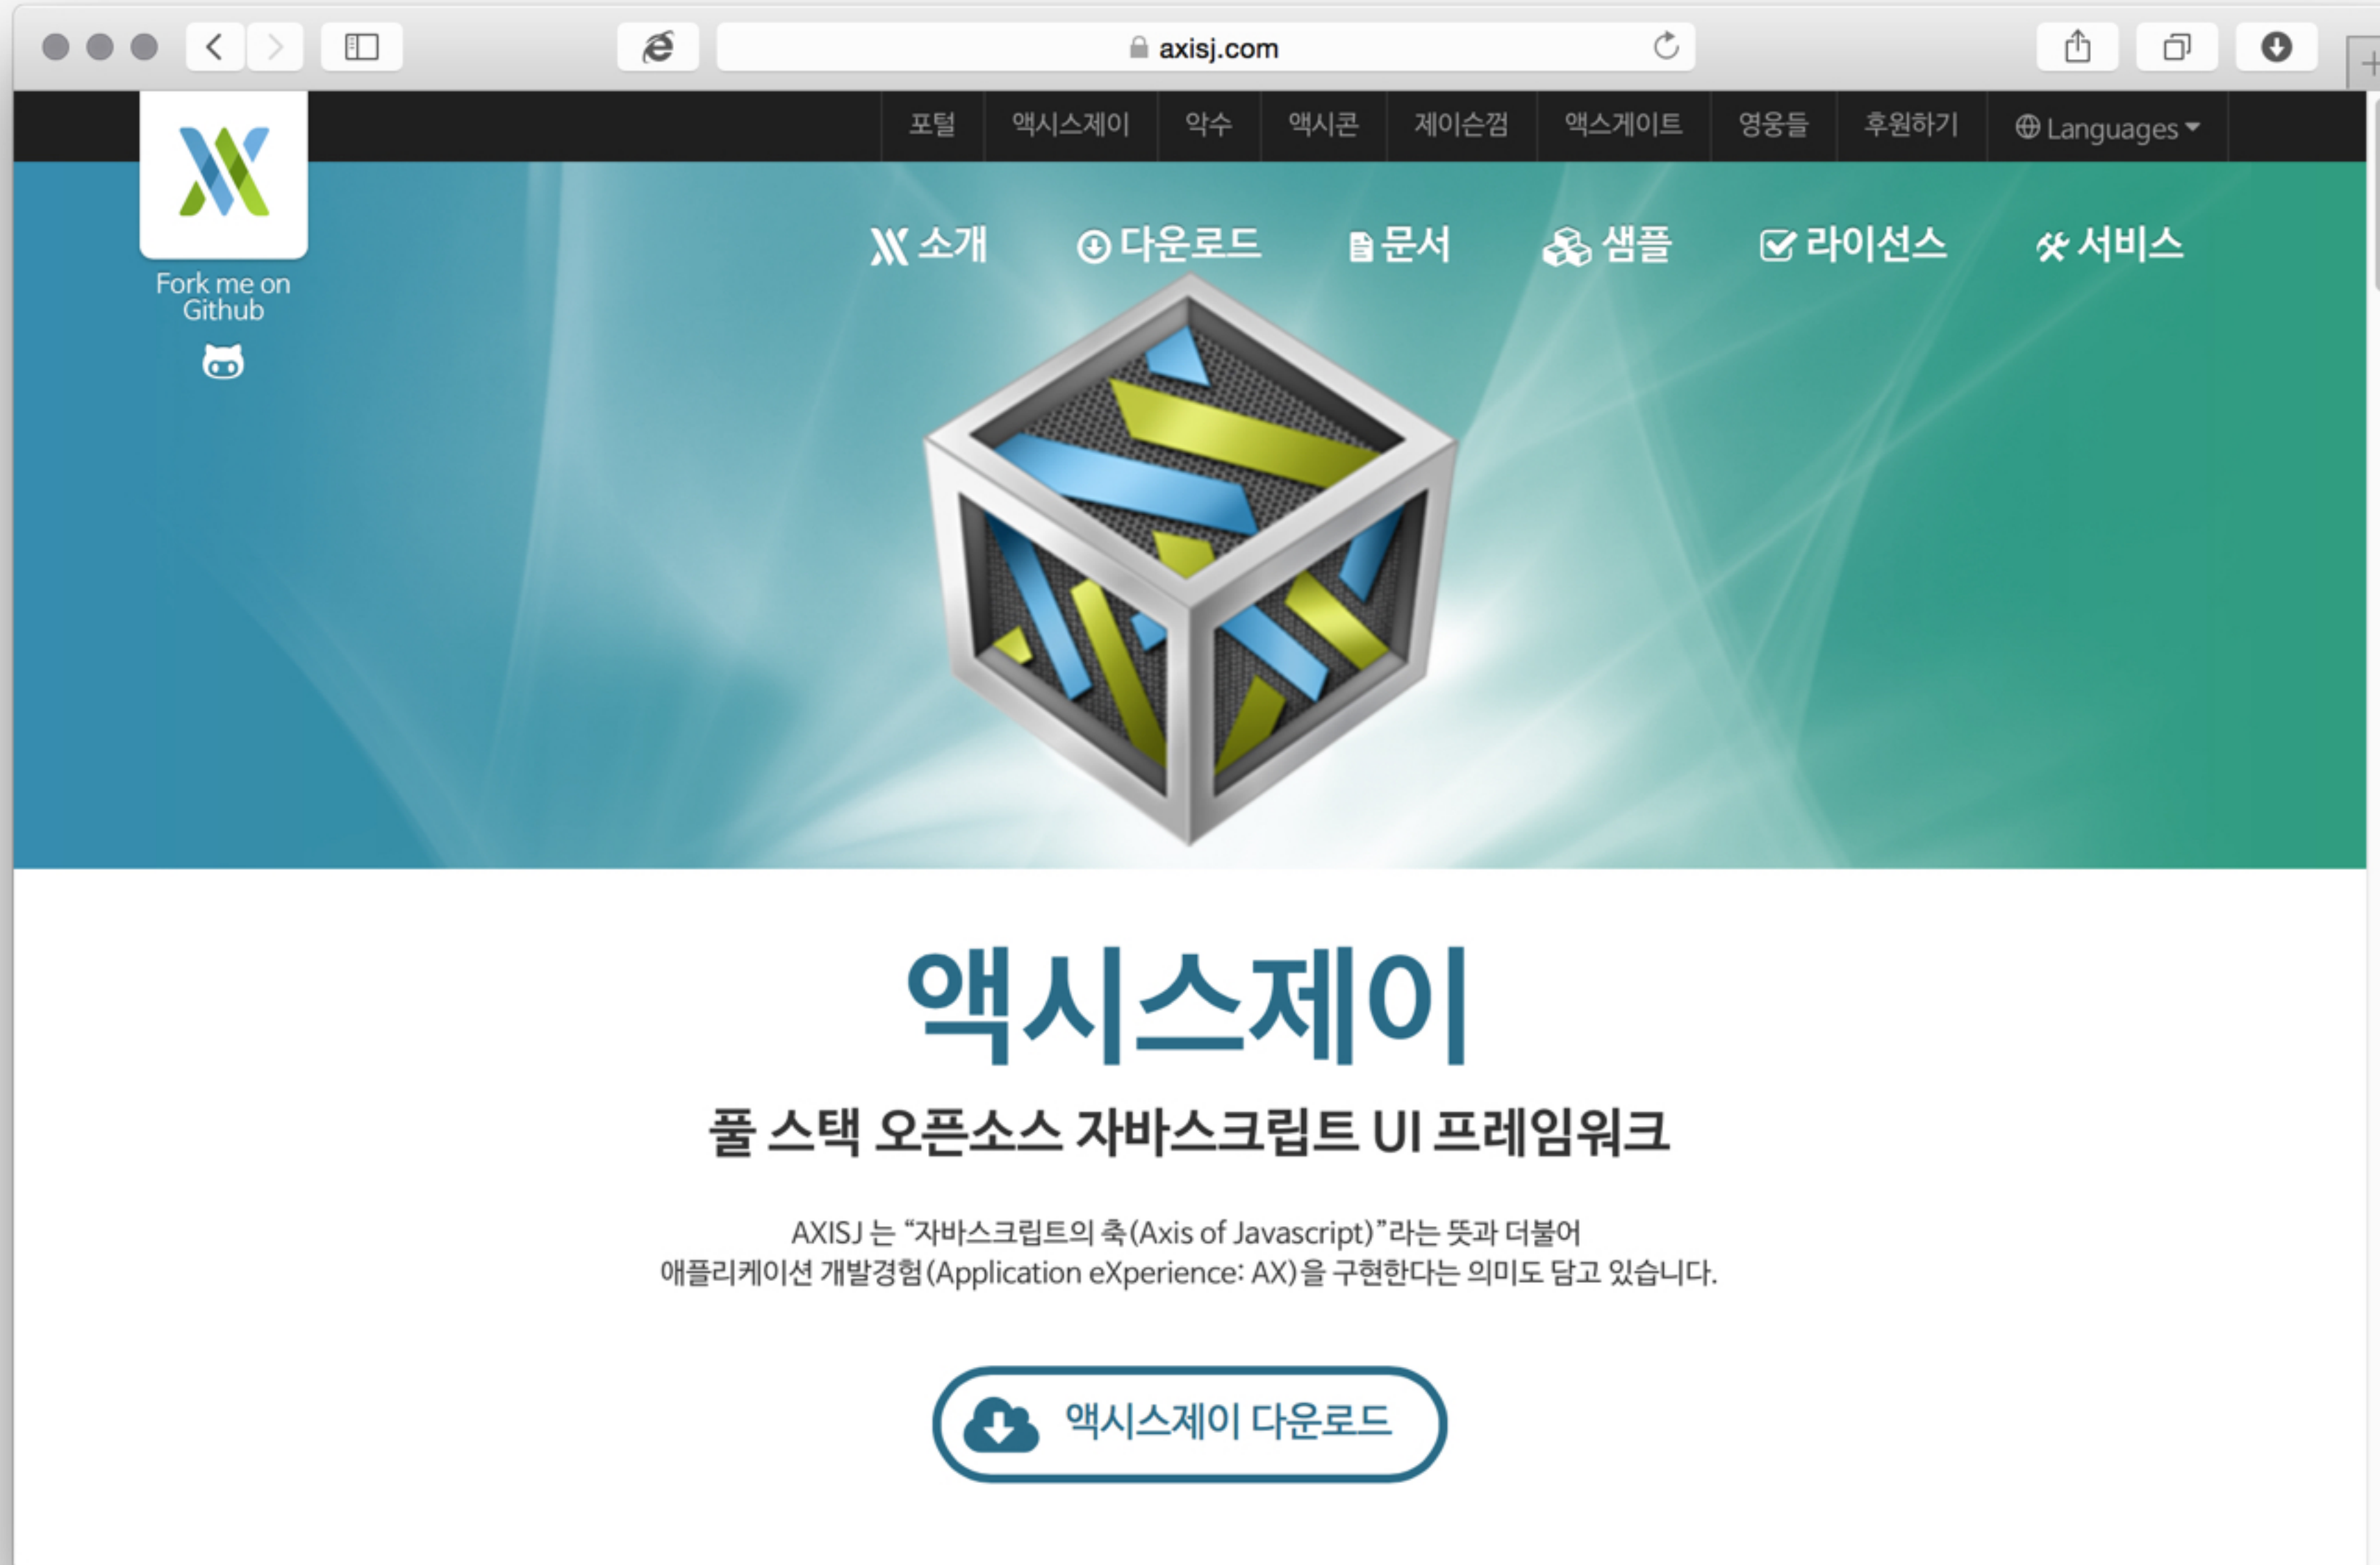 axisj.com
포털 액시스제이 악수 액시콘 제이슨껌 액스게이트 영웅들 후원하기 Languages
소개 다운로드 문서 샘플 라이선스 서비스
Fork me on
Github
액시스제이
풀 스택 오픈소스 자바스크립트 UI 프레임워크
AXISJ 는 “자바스크립트의 축(Axis of Javascript)”라는 뜻과 더불어
애플리케이션 개발경험(Application eXperience: AX)을 구현한다는 의미도 담고 있습니다.
액시스제이 다운로드